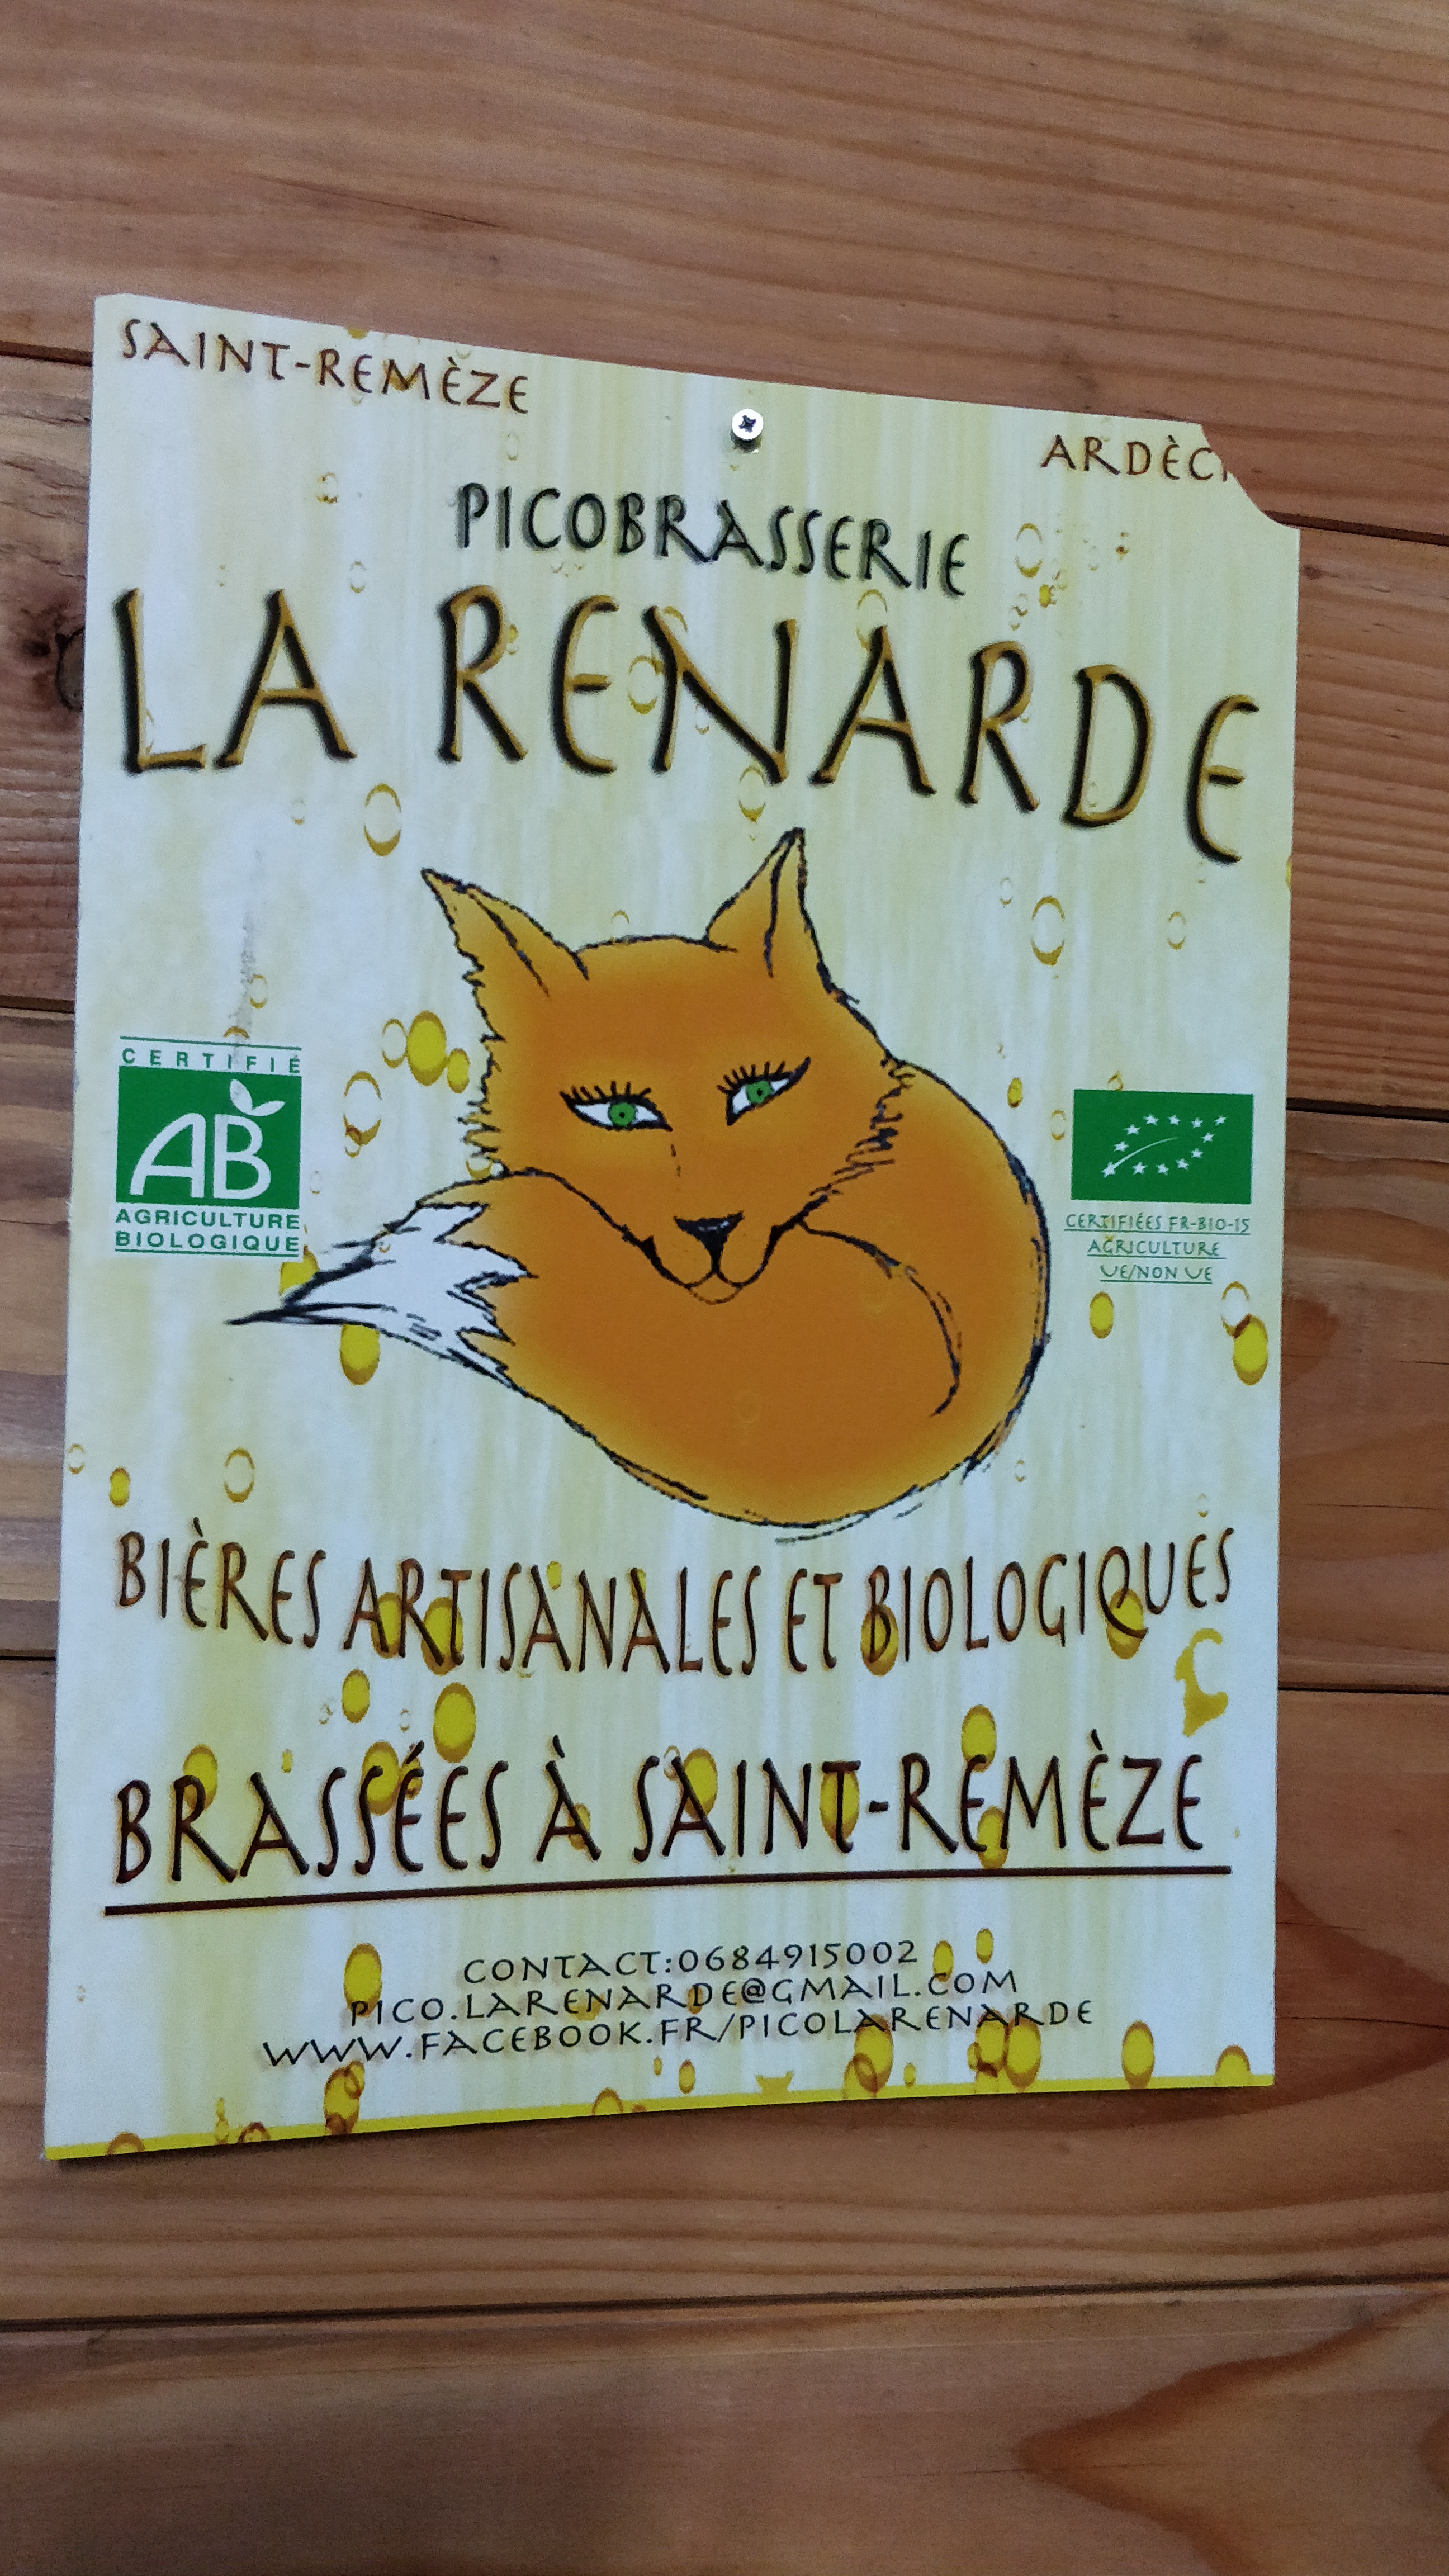 SAINT-REMÈZE
PICOBRASSERIE
LA RENARDE
CERTIFIÉ
AB
AGRICULTURE
BIOLOGIQUE
CERTIFIÉES FR-BIO-15
AGRICULTURE
UE/NON UE
BIÈRES ARTISANALES ET BIOLOGIQUES
BRASSÉES À SAINT-REMÈZE
CONTACT:0684915002
PICO.LARENARDE@GMAIL.COM
WWW.FACEBOOK.FR/PICOLARENARDE